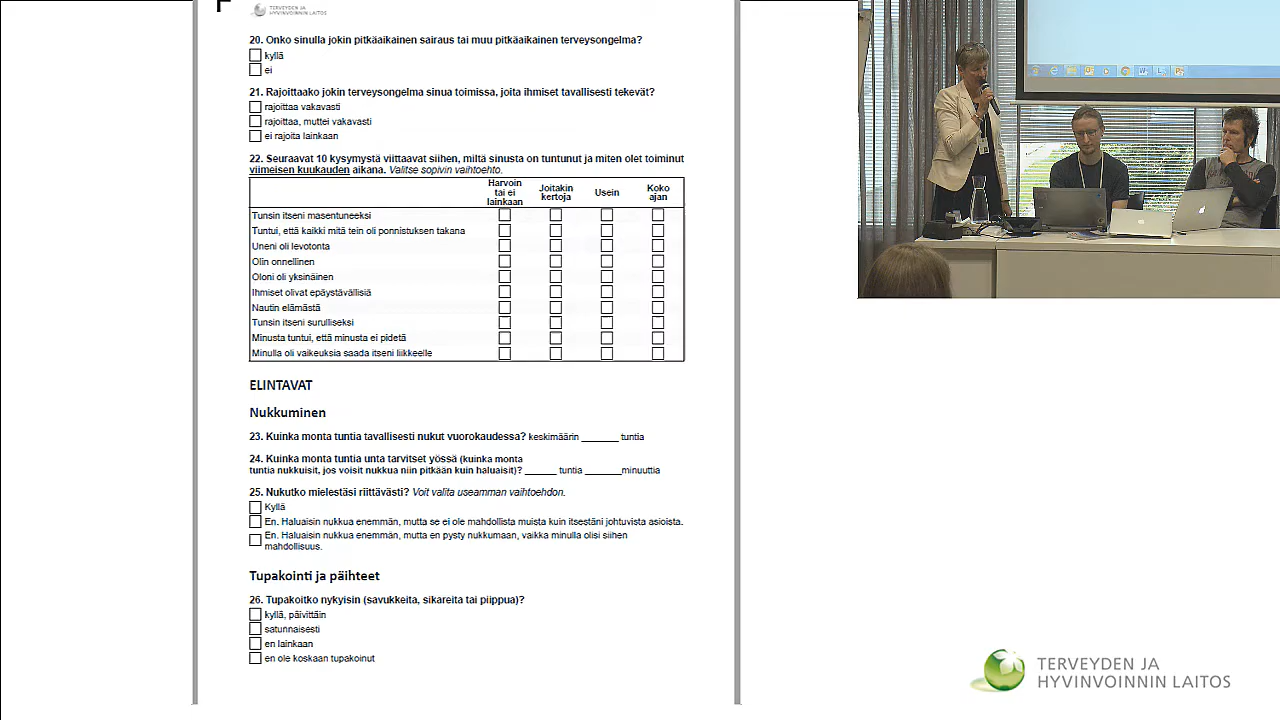 F
TERVEYDEN JA
HYVINVOINNIN LAITOS
20. Onko sinulla jokin pitkäaikainen sairaus tai muu pitkäaikainen terveysongelma?
kyllä
ei
21. Rajoittaako jokin terveysongelma sinua toimissa, joita ihmiset tavallisesti tekevät?
rajoittaa vakavasti
rajoittaa, muttei vakavasti
ei rajoita lainkaan
22. Seuraavat 10 kysymystä viittaavat siihen, miltä sinusta on tuntunut ja miten olet toiminut
viimeisen kuukauden aikana. Valitse sopivin vaihtoehto.
Harvoin tai ei lainkaan Joitakin kertoja Usein Koko ajan
Tunsin itseni masentuneeksi
Tuntui, että kaikki mitä tein oli ponnistuksen takana
Uneni oli levotonta
Olin onnellinen
Oloni oli yksinäinen
Ihmiset olivat epäystävällisiä
Nautin elämästä
Tunsin itseni surulliseksi
Minusta tuntui, että minusta ei pidetä
Minulla oli vaikeuksia saada itseni liikkeelle
ELINTAVAT
Nukkuminen
23. Kuinka monta tuntia tavallisesti nukut vuorokaudessa? keskimäärin _______ tuntia
24. Kuinka monta tuntia unta tarvitset yössä (kuinka monta
tuntia nukkuisit, jos voisit nukkua niin pitkään kuin haluaisit)? ______ tuntia _______minuuttia
25. Nukutko mielestäsi riittävästi? Voit valita useamman vaihtoehdon.
Kyllä
En. Haluaisin nukkua enemmän, mutta se ei ole mahdollista muista kuin itsestäni johtuvista asioista.
En. Haluaisin nukkua enemmän, mutta en pysty nukkumaan, vaikka minulla olisi siihen
mahdollisuus.
Tupakointi ja päihteet
26. Tupakoitko nykyisin (savukkeita, sikareita tai piippua)?
kyllä, päivittäin
satunnaisesti
en lainkaan
en ole koskaan tupakoinut
TERVEYDEN JA
HYVINVOINNIN LAITOS